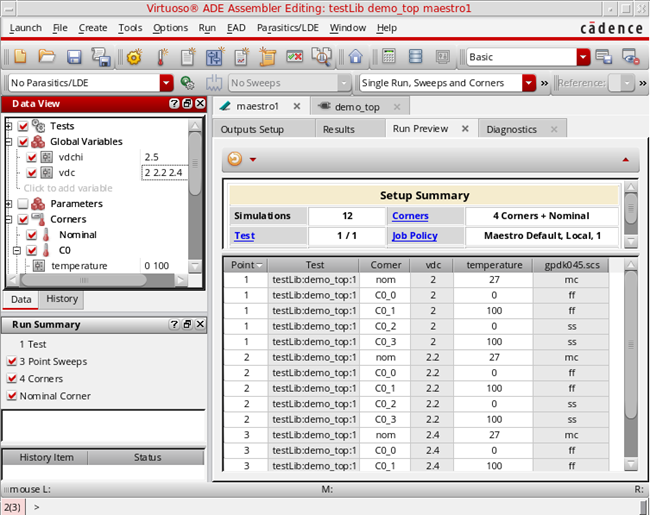 Virtuoso® ADE Assembler Editing: testLib demo_top maestro1
Launch File Create Tools Options Run EAD Parasitics/LDE Window Help
cādence
Basic
No Parasitics/LDE No Sweeps Single Run, Sweeps and Corners Reference:
Data View
Tests
Global Variables
vdchi 2.5
vdc 2 2.2 2.4
Click to add variable
Parameters
Corners
Nominal
C0
temperature 0 100
Data History
Run Summary
1 Test
3 Point Sweeps
4 Corners
Nominal Corner
History Item Status
maestro1 demo_top
Outputs Setup Results Run Preview Diagnostics
Setup Summary
Simulations 12 Corners 4 Corners + Nominal
Test 1 / 1 Job Policy Maestro Default, Local, 1
Point Test Corner vdc temperature gpdk045.scs
1 testLib:demo_top:1 nom 2 27 mc
1 testLib:demo_top:1 C0_0 2 0 ff
1 testLib:demo_top:1 C0_1 2 100 ff
1 testLib:demo_top:1 C0_2 2 0 ss
1 testLib:demo_top:1 C0_3 2 100 ss
2 testLib:demo_top:1 nom 2.2 27 mc
2 testLib:demo_top:1 C0_0 2.2 0 ff
2 testLib:demo_top:1 C0_1 2.2 100 ff
2 testLib:demo_top:1 C0_2 2.2 0 ss
2 testLib:demo_top:1 C0_3 2.2 100 ss
3 testLib:demo_top:1 nom 2.4 27 mc
3 testLib:demo_top:1 C0_0 2.4 0 ff
3 testLib:demo_top:1 C0_1 2.4 100 ff
mouse L: M: R:
2(3) >